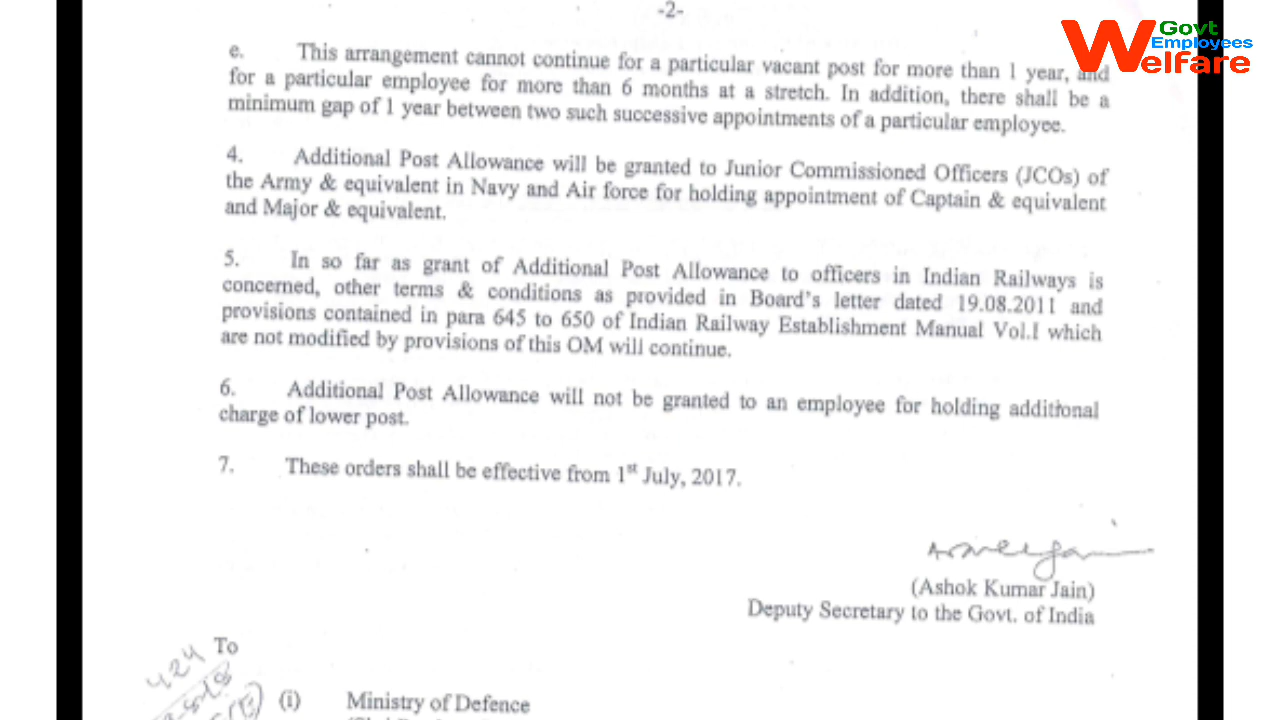 -2-
Govt
Employees
Welfare
e. This arrangement cannot continue for a particular vacant post for more than 1 year, and
for a particular employee for more than 6 months at a stretch. In addition, there shall be a
minimum gap of 1 year between two such successive appointments of a particular employee.
4. Additional Post Allowance will be granted to Junior Commissioned Officers (JCOs) of
the Army & equivalent in Navy and Air force for holding appointment of Captain & equivalent
and Major & equivalent.
5. In so far as grant of Additional Post Allowance to officers in Indian Railways is
concerned, other terms & conditions as provided in Board's letter dated 19.08.2011 and
provisions contained in para 645 to 650 of Indian Railway Establishment Manual Vol.I which
are not modified by provisions of this OM will continue.
6. Additional Post Allowance will not be granted to an employee for holding additional
charge of lower post.
7. These orders shall be effective from 1st July, 2017.
(Ashok Kumar Jain)
Deputy Secretary to the Govt. of India
To
424
(i) Ministry of Defence